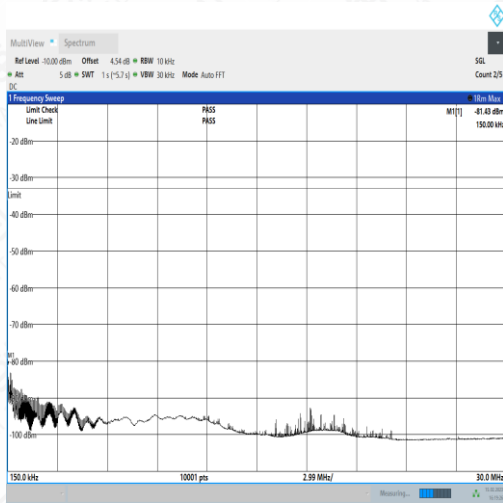 MultiView Spectrum
Ref Level -10.00 dBm Offset 4.54 dB RBW 10 kHz SGL
Att 5 dB SWT 1 s (~5.7 s) VBW 30 kHz Mode Auto FFT Count 2/5
DC
1 Frequency Sweep 1Rm Max
Limit Check PASS M1[1] -81.43 dBm
Line Limit PASS 150.00 kHz
-20 dBm
-30 dBm
Limit
-40 dBm
-50 dBm
-60 dBm
-70 dBm
M1
-80 dBm
-100 dBm
150.0 kHz 10001 pts 2.99 MHz/ 30.0 MHz
Measuring...